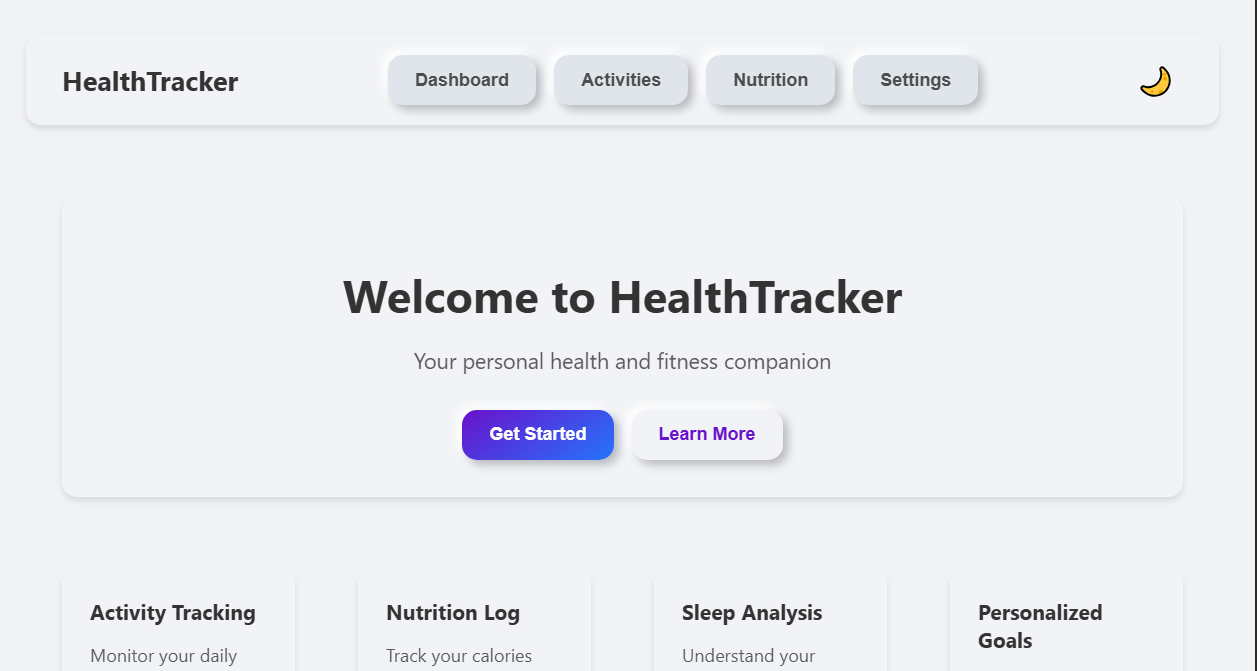 HealthTracker
Dashboard
Activities
Nutrition
Settings
Welcome to HealthTracker
Your personal health and fitness companion
Get Started
Learn More
Activity Tracking
Monitor your daily
Nutrition Log
Track your calories
Sleep Analysis
Understand your
Personalized
Goals